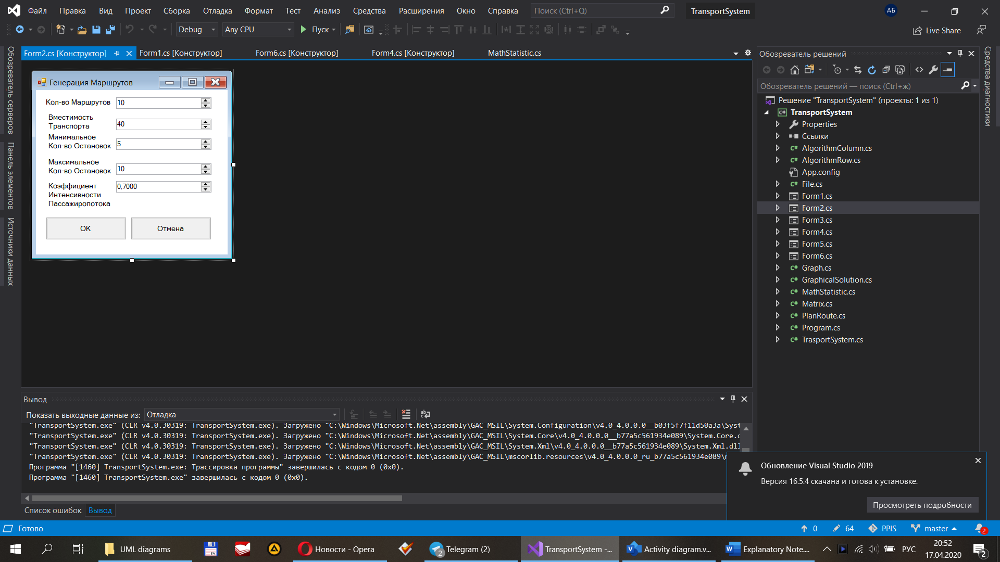 Файл Правка Вид Проект Сборка Отладка Формат Тест Анализ Средства Расширения Окно Справка Поиск (Ctrl+Q) TransportSystem АБ
Debug Any CPU Пуск Live Share
Form2.cs [Конструктор] Form1.cs [Конструктор] Form6.cs [Конструктор] Form4.cs [Конструктор] MathStatistic.cs
Обозреватель серверов
Панель элементов
Источники данных
Генерация Маршрутов
Кол-во Маршрутов 10
Вместимость
Транспорта 40
Минимальное
Кол-во Остановок 5
Максимальное
Кол-во Остановок 10
Коэффициент 0,7000
Интенсивности
Пассажиропотока
OK Отмена
Обозреватель решений
Обозреватель решений — поиск (Ctrl+ж)
Решение "TransportSystem" (проекты: 1 из 1)
C# TransportSystem
Properties
Ссылки
C# AlgorithmColumn.cs
C# AlgorithmRow.cs
App.config
C# File.cs
Form1.cs
Form2.cs
Form3.cs
Form4.cs
Form5.cs
Form6.cs
C# Graph.cs
C# GraphicalSolution.cs
C# MathStatistic.cs
C# Matrix.cs
C# PlanRoute.cs
C# Program.cs
C# TrasportSystem.cs
Средства диагностики
Вывод
Показать выходные данные из: Отладка
"TransportSystem.exe" (CLR v4.0.30319: TransportSystem.exe). Загружено "C:\Windows\Microsoft.Net\assembly\GAC_MSIL\System.Configuration\v4.0_4.0.0.0__b03f5f7f11d50a3a\Syst
"TransportSystem.exe" (CLR v4.0.30319: TransportSystem.exe). Загружено "C:\Windows\Microsoft.Net\assembly\GAC_MSIL\System.Core\v4.0_4.0.0.0__b77a5c561934e089\System.Core.d
"TransportSystem.exe" (CLR v4.0.30319: TransportSystem.exe). Загружено "C:\Windows\Microsoft.Net\assembly\GAC_MSIL\System.Xml\v4.0_4.0.0.0__b77a5c561934e089\System.Xml.dll
"TransportSystem.exe" (CLR v4.0.30319: TransportSystem.exe). Загружено "C:\Windows\Microsoft.Net\assembly\GAC_MSIL\mscorlib.resources\v4.0_4.0.0.0_ru_b77a5c561934e089\
Программа "[1460] TransportSystem.exe: Трассировка программы" завершилась с кодом 0 (0x0).
Программа "[1460] TransportSystem.exe" завершилась с кодом 0 (0x0).
Список ошибок Вывод
Обновление Visual Studio 2019
Версия 16.5.4 скачана и готова к установке.
Просмотреть подробности
Готово 0 64 PPIS master 2
UML diagrams 64 Новости - Opera 2 Telegram (2) TransportSystem -... Activity diagram.v... Explanatory Note.... РУС 20:52
17.04.2020 2